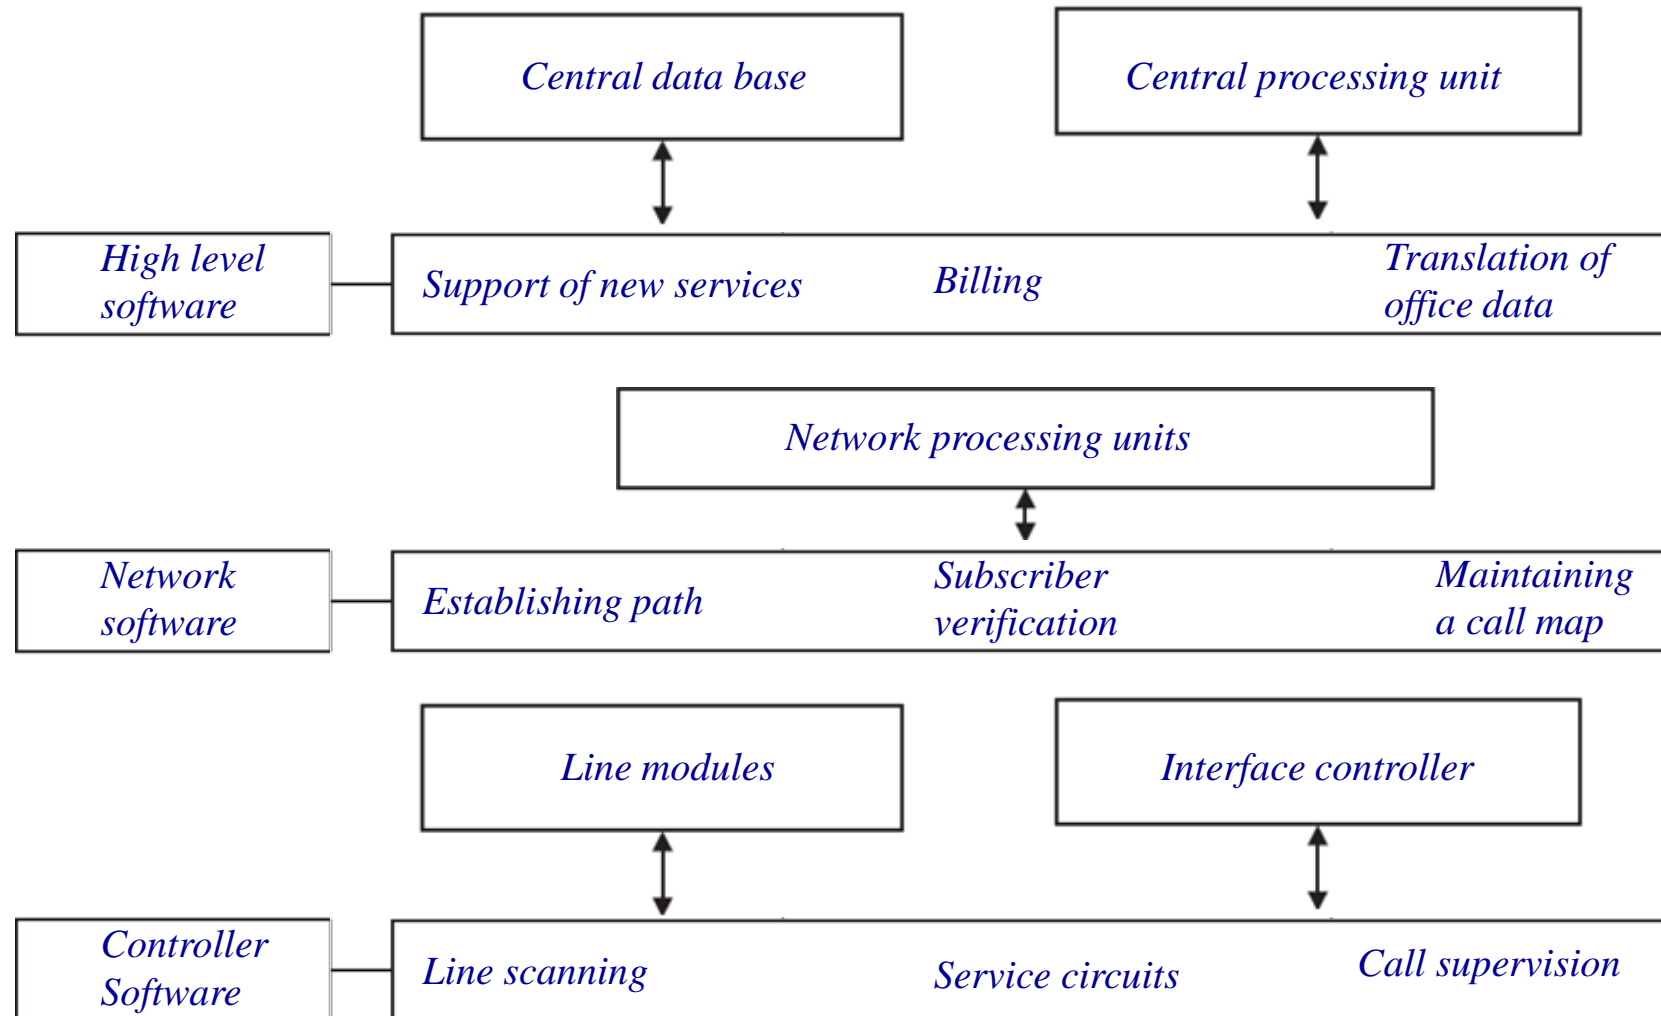 Central data base
Central processing unit
High level
software
Support of new services
Billing
Translation of
office data
Network processing units
Network
software
Establishing path
Subscriber
verification
Maintaining
a call map
Line modules
Interface controller
Controller
Software
Line scanning
Service circuits
Call supervision